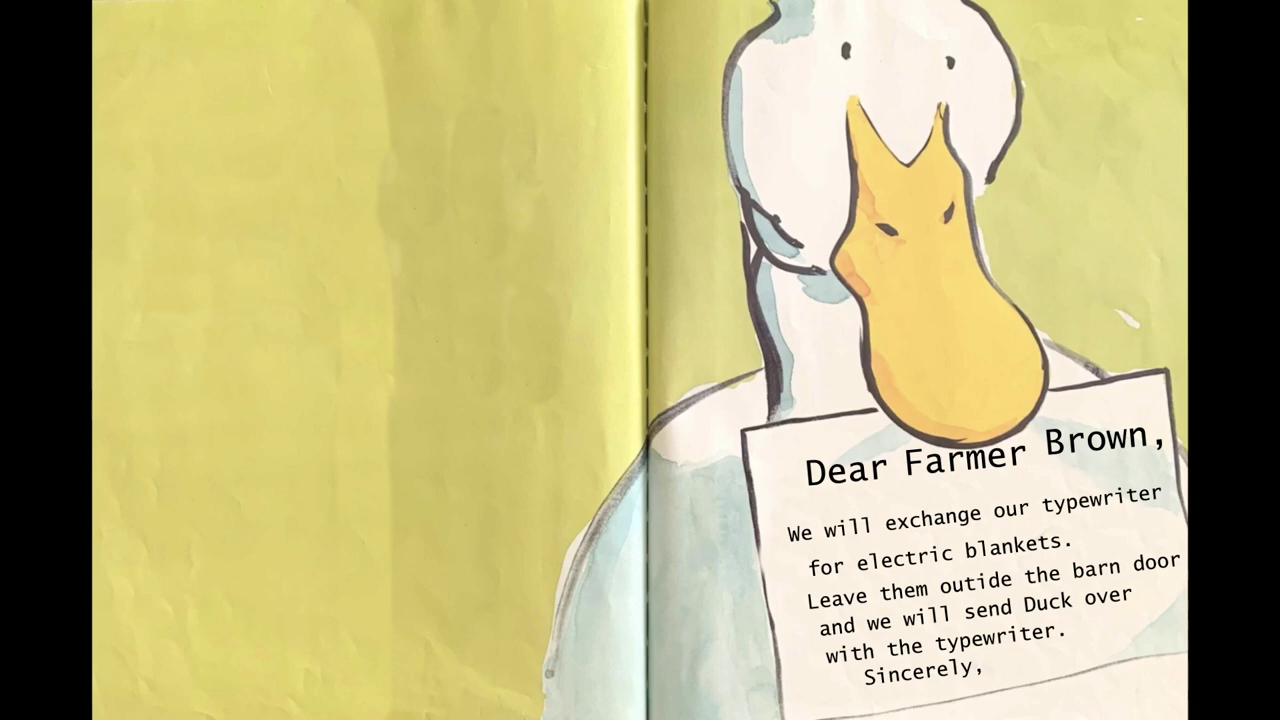 Dear Farmer Brown,
We will exchange our typewriter
for electric blankets.
Leave them outide the barn door
and we will send Duck over
with the typewriter.
Sincerely,